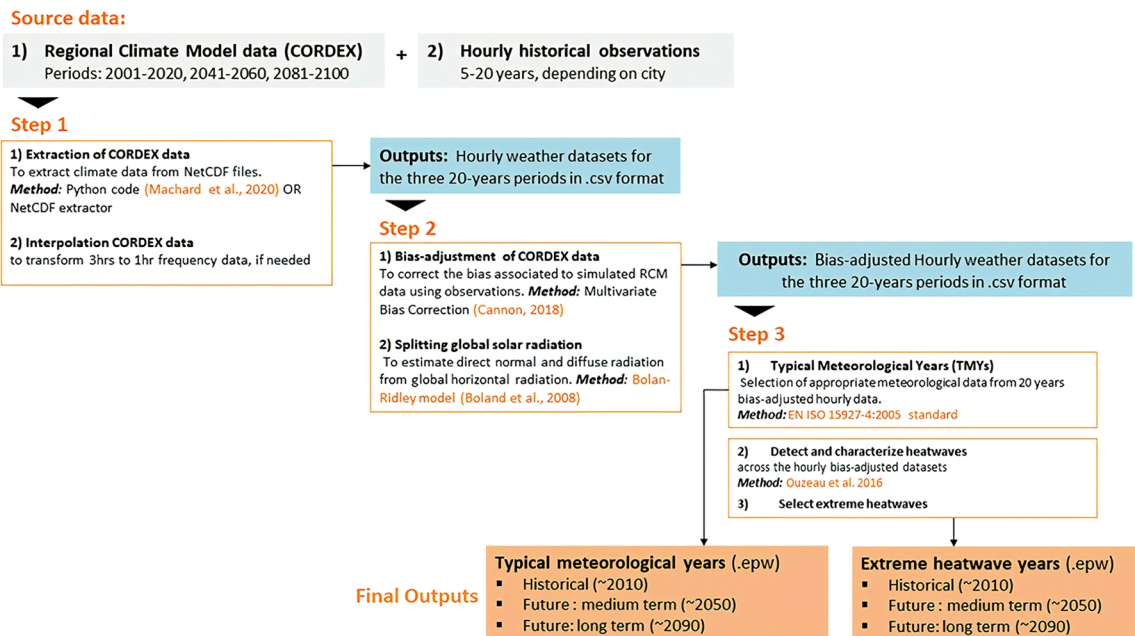 Source data:
1) Regional Climate Model data (CORDEX)
Periods: 2001-2020, 2041-2060, 2081-2100
+
2) Hourly historical observations
5-20 years, depending on city
Step 1
1) Extraction of CORDEX data
To extract climate data from NetCDF files.
Method: Python code (Machard et al., 2020) OR
NetCDF extractor
2) Interpolation CORDEX data
to transform 3hrs to 1hr frequency data, if needed
Outputs: Hourly weather datasets for
the three 20-years periods in .csv format
Step 2
1) Bias-adjustment of CORDEX data
To correct the bias associated to simulated RCM
data using observations. Method: Multivariate
Bias Correction (Cannon, 2018)
2) Splitting global solar radiation
To estimate direct normal and diffuse radiation
from global horizontal radiation. Method: Bolan-
Ridley model (Boland et al., 2008)
Outputs: Bias-adjusted Hourly weather datasets for
the three 20-years periods in .csv format
Step 3
1) Typical Meteorological Years (TMYs)
Selection of appropriate meteorological data from 20 years
bias-adjusted hourly data.
Method: EN ISO 15927-4:2005 standard
2) Detect and characterize heatwaves
across the hourly bias-adjusted datasets
Method: Ouzeau et al. 2016
3) Select extreme heatwaves
Final Outputs
Typical meteorological years (.epw)
▪ Historical (~2010)
▪ Future : medium term (~2050)
▪ Future: long term (~2090)
Extreme heatwave years (.epw)
▪ Historical (~2010)
▪ Future : medium term (~2050)
▪ Future: long term (~2090)